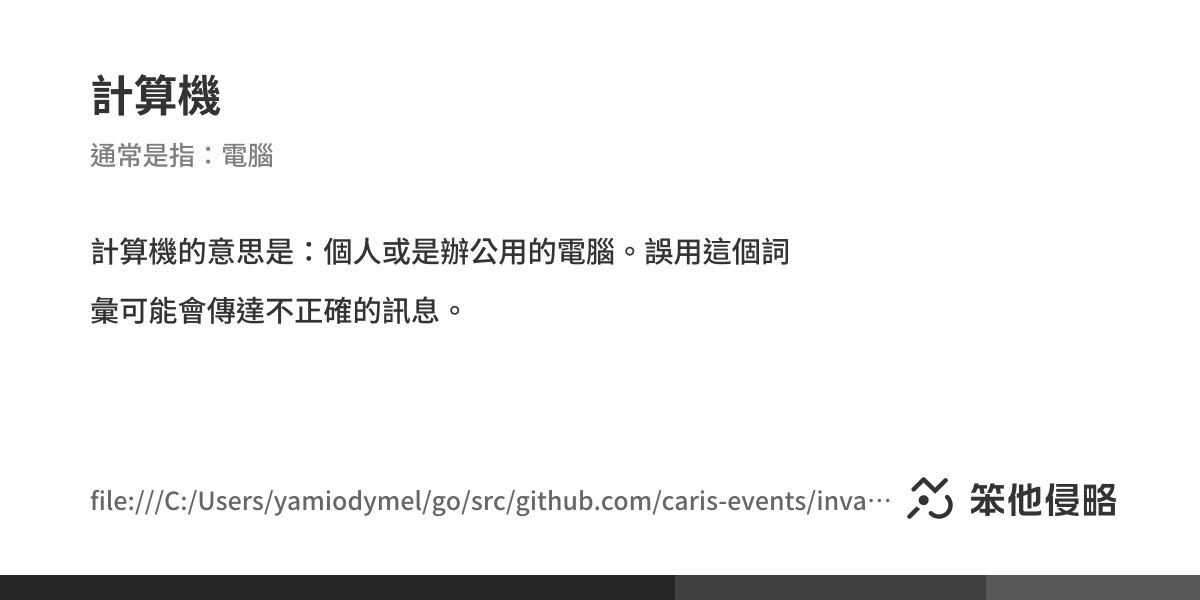 計算機
通常是指：電腦
計算機的意思是：個人或是辦公用的電腦。誤用這個詞
彙可能會傳達不正確的訊息。
file:///C:/Users/yamiodymel/go/src/github.com/caris-events/inva…
笨他侵略